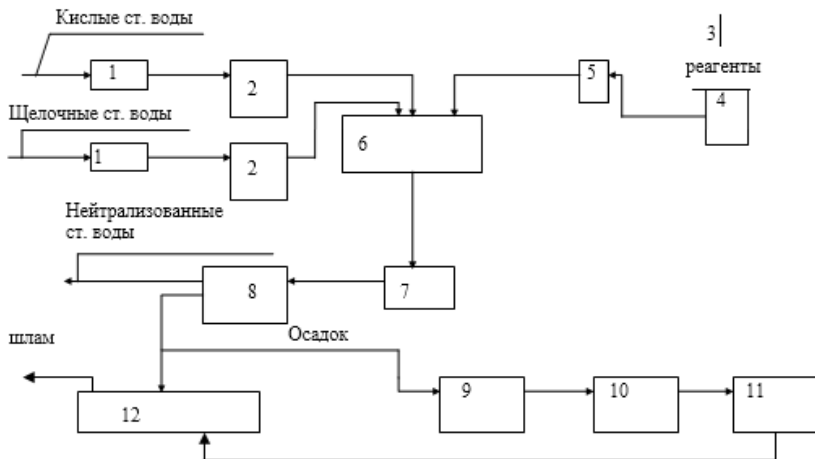 Кислые ст. воды
3
1
5
реагенты
2
4
Щелочные ст. воды
6
1
2
Нейтрализованные
ст. воды
8
7
шлам
Осадок
9
10
11
12